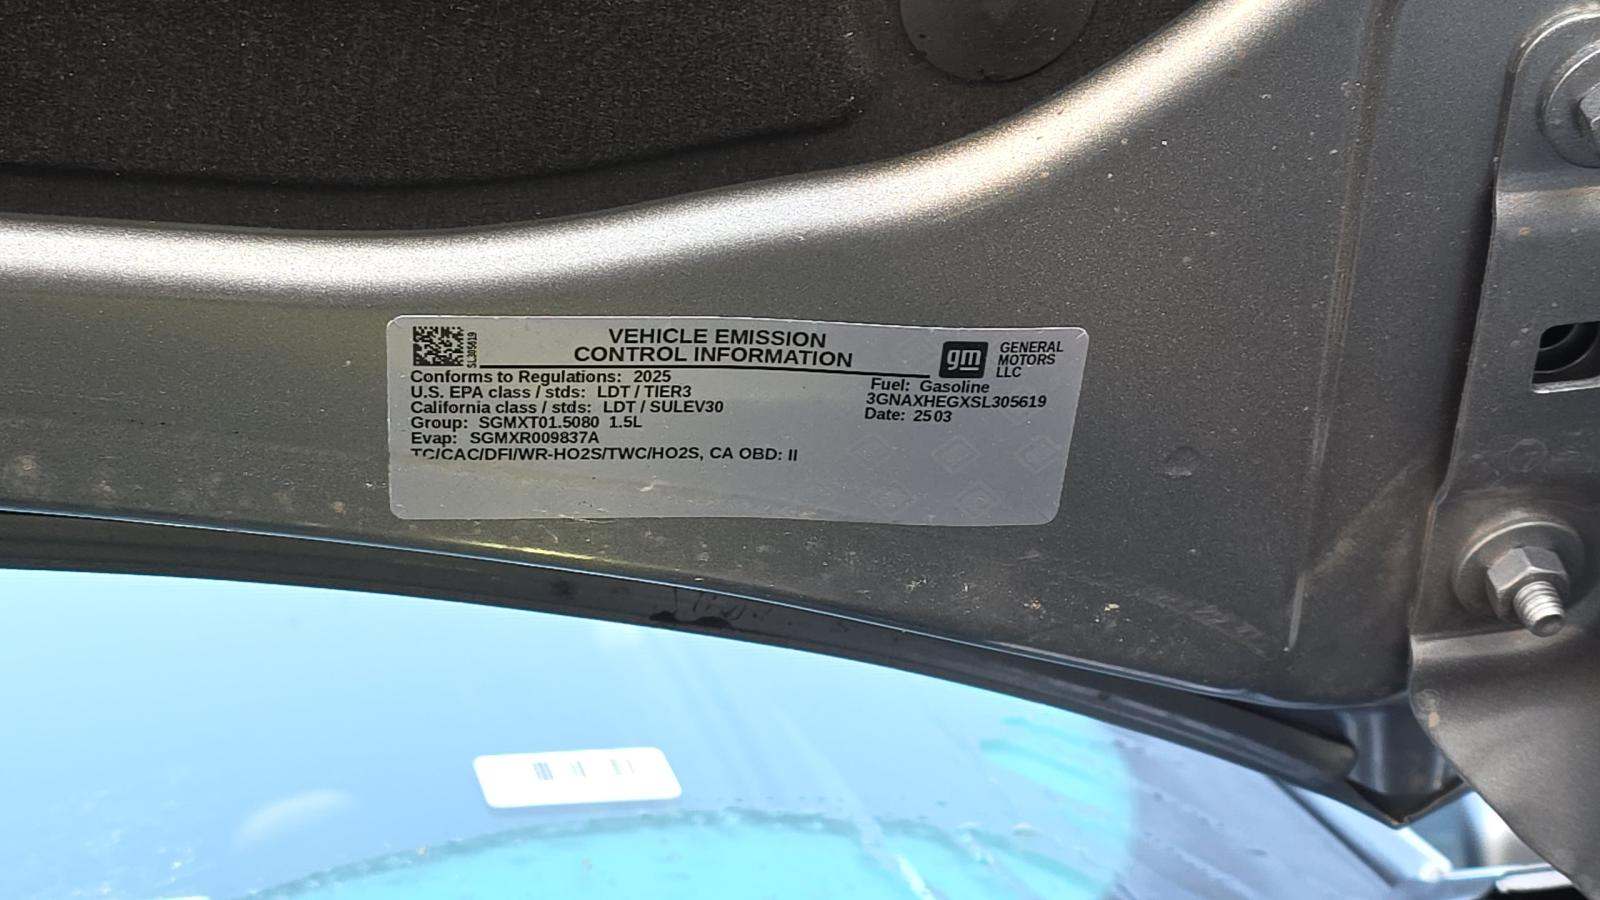 SL305619
VEHICLE EMISSION
CONTROL INFORMATION
gm
GENERAL
MOTORS
LLC
Conforms to Regulations: 2025
U.S. EPA class / stds: LDT / TIER3
California class / stds: LDT / SULEV30
Group: SGMXT01.5080 1.5L
Evap: SGMXR009837A
TC/CAC/DFI/WR-HO2S/TWC/HO2S, CA OBD: II
Fuel: Gasoline
3GNAXHEGXSL305619
Date: 2503